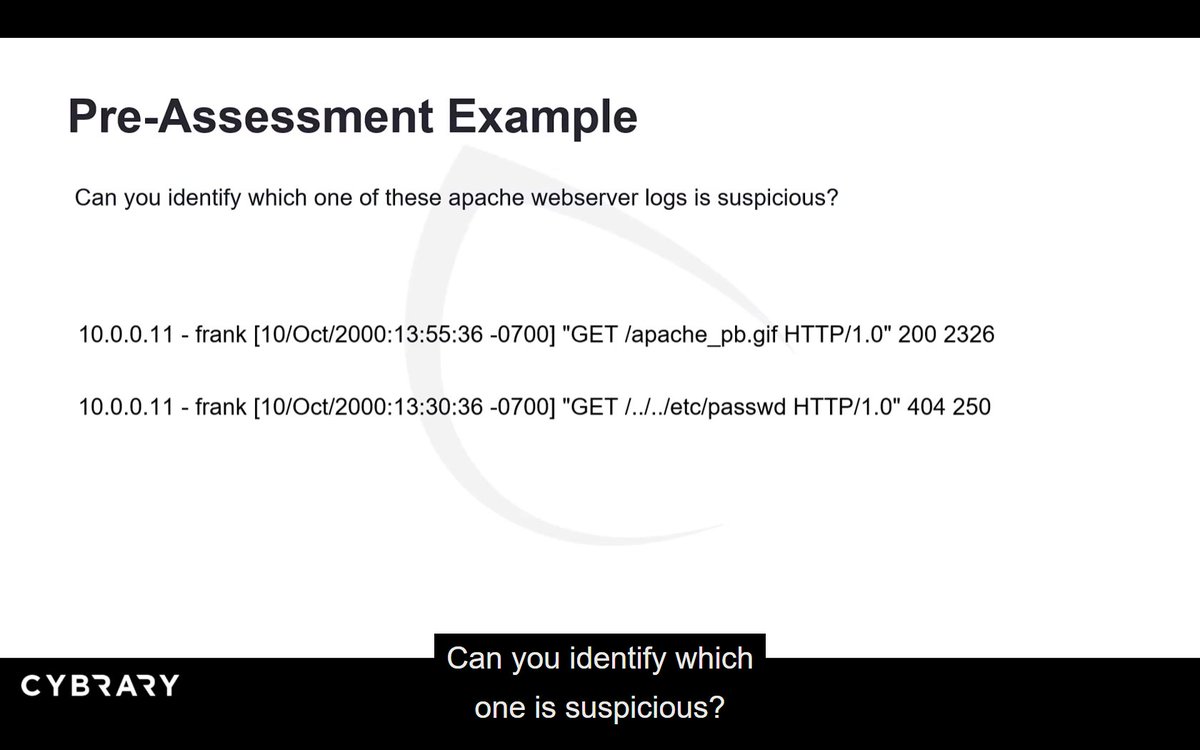 Pre-Assessment Example
Can you identify which one of these apache webserver logs is suspicious?
10.0.0.11 - frank [10/Oct/2000:13:55:36 -0700] "GET /apache_pb.gif HTTP/1.0" 200 2326
10.0.0.11 - frank [10/Oct/2000:13:30:36 -0700] "GET /../../etc/passwd HTTP/1.0" 404 250
Can you identify which
one is suspicious?
CYBRARY